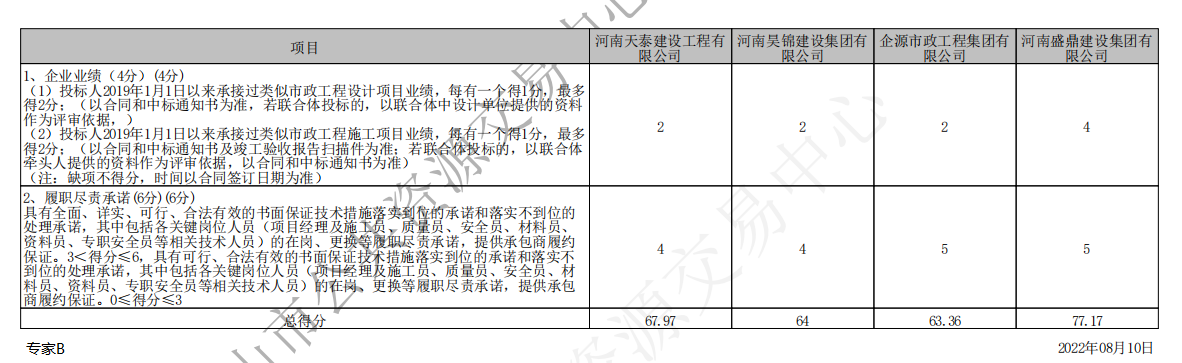 项目
河南天泰建设工程有
限公司
河南昊锦建设集团有
限公司
企源市政工程集团有
限公司
河南盛鼎建设集团有
限公司
1、企业业绩（4分）(4分)
（1）投标人2019年1月1日以来承接过类似市政工程设计项目业绩，每有一个得1分，最多
得2分；（以合同和中标通知书为准，若联合体投标的，以联合体中设计单位提供的资料
作为评审依据，）
（2）投标人2019年1月1日以来承接过类似市政工程施工项目业绩，每有一个得1分，最多
得2分；（以合同和中标通知书及竣工验收报告扫描件为准；若联合体投标的，以联合体
牵头人提供的资料作为评审依据，以合同和中标通知书为准）
（注：缺项不得分，时间以合同签订日期为准）
2
2
2
4
2、履职尽责承诺(6分)(6分)
具有全面、详实、可行、合法有效的书面保证技术措施落实到位的承诺和落实不到位的
处理承诺，其中包括各关键岗位人员（项目经理及施工员、质量员、安全员、材料员、
资料员、专职安全员等相关技术人员）的在岗、更换等履职尽责承诺，提供承包商履约
保证。3＜得分≤6，具有可行、合法有效的书面保证技术措施落实到位的承诺和落实不
到位的处理承诺，其中包括各关键岗位人员（项目经理及施工员、质量员、安全员、材
料员、资料员、专职安全员等相关技术人员）的在岗、更换等履职尽责承诺，提供承包
商履约保证。0≤得分≤3
4
4
5
5
总得分
67.97
64
63.36
77.17
专家B
2022年08月10日
山市公共资源交易中心
资源交易中心